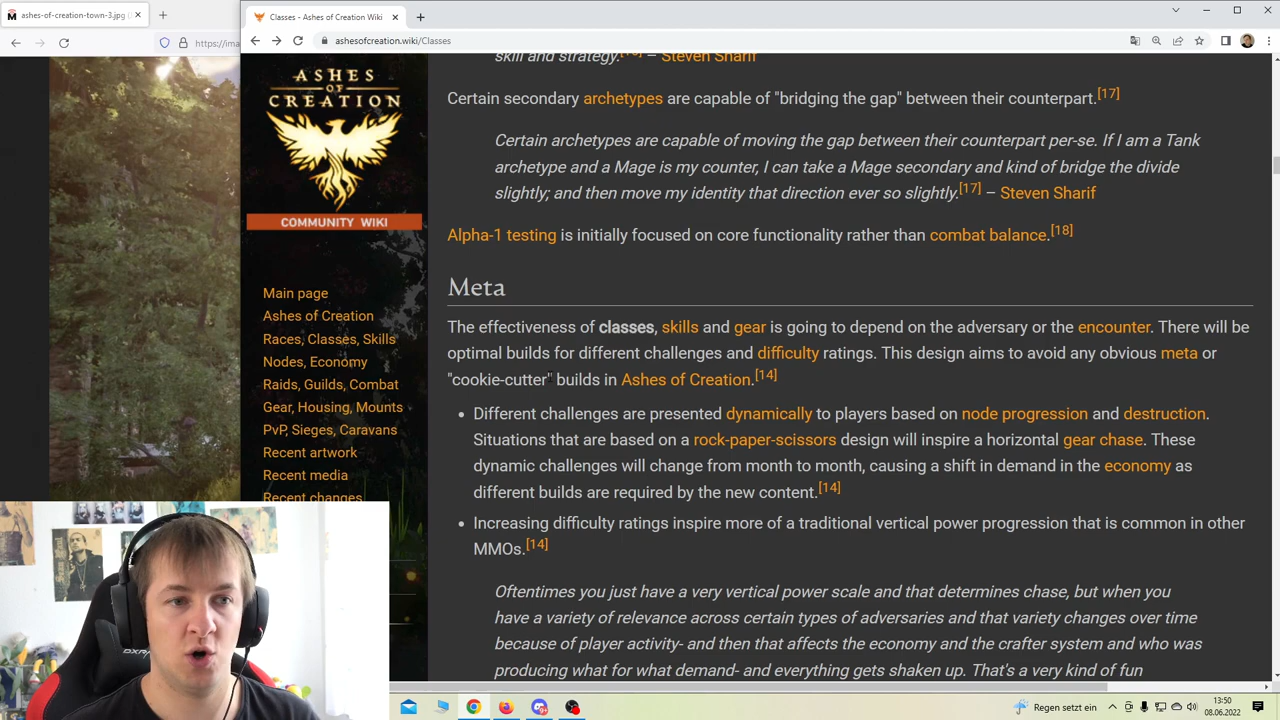 ashes-of-creation-town-3.jpg (
Classes - Ashes of Creation Wiki
https://ima
ashesofcreation.wiki/Classes
skill and strategy.[16] – Steven Sharif
ASHES
OF
CREATION
COMMUNITY WIKI
Certain secondary archetypes are capable of "bridging the gap" between their counterpart.[17]
Certain archetypes are capable of moving the gap between their counterpart per-se. If I am a Tank
archetype and a Mage is my counter, I can take a Mage secondary and kind of bridge the divide
slightly; and then move my identity that direction ever so slightly.[17] – Steven Sharif
Alpha-1 testing is initially focused on core functionality rather than combat balance.[18]
Main page
Ashes of Creation
Races, Classes, Skills
Nodes, Economy
Raids, Guilds, Combat
Gear, Housing, Mounts
PvP, Sieges, Caravans
Recent artwork
Recent media
Recent changes
Meta
The effectiveness of classes, skills and gear is going to depend on the adversary or the encounter. There will be
optimal builds for different challenges and difficulty ratings. This design aims to avoid any obvious meta or
"cookie-cutter" builds in Ashes of Creation.[14]
Different challenges are presented dynamically to players based on node progression and destruction.
Situations that are based on a rock-paper-scissors design will inspire a horizontal gear chase. These
dynamic challenges will change from month to month, causing a shift in demand in the economy as
different builds are required by the new content.[14]
Increasing difficulty ratings inspire more of a traditional vertical power progression that is common in other
MMOs.[14]
Oftentimes you just have a very vertical power scale and that determines chase, but when you
have a variety of relevance across certain types of adversaries and that variety changes over time
because of player activity- and then that affects the economy and the crafter system and who was
producing what for what demand- and everything gets shaken up. That's a very kind of fun
Regen setzt ein
13:50
08.06.2022